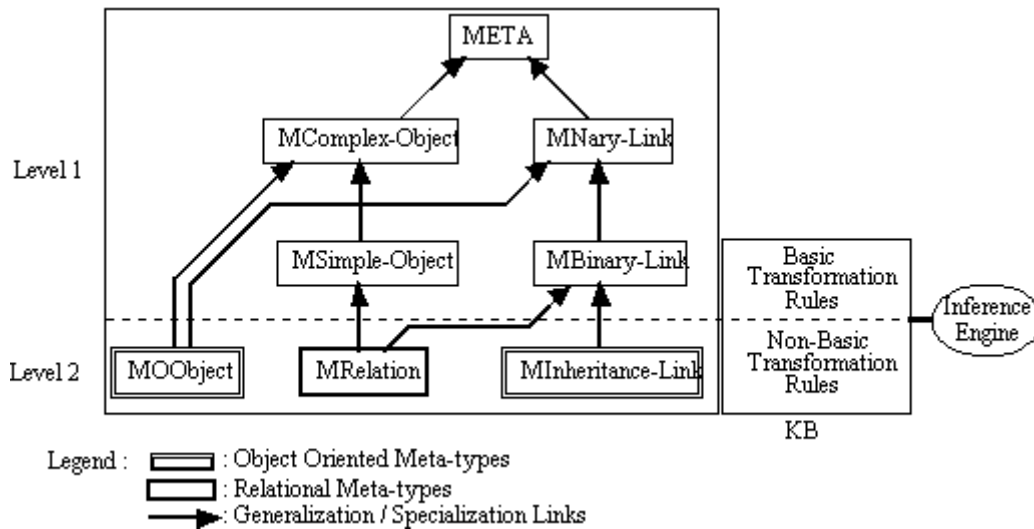 META
MComplex-Object
MNary-Link
Level 1
MSimple-Object
MBinary-Link
Basic
Transformation
Rules
Inference
Engine
Non-Basic
Transformation
Rules
Level 2
MOObject
MRelation
MInheritance-Link
KB
Legend :
: Object Oriented Meta-types
: Relational Meta-types
: Generalization / Specialization Links